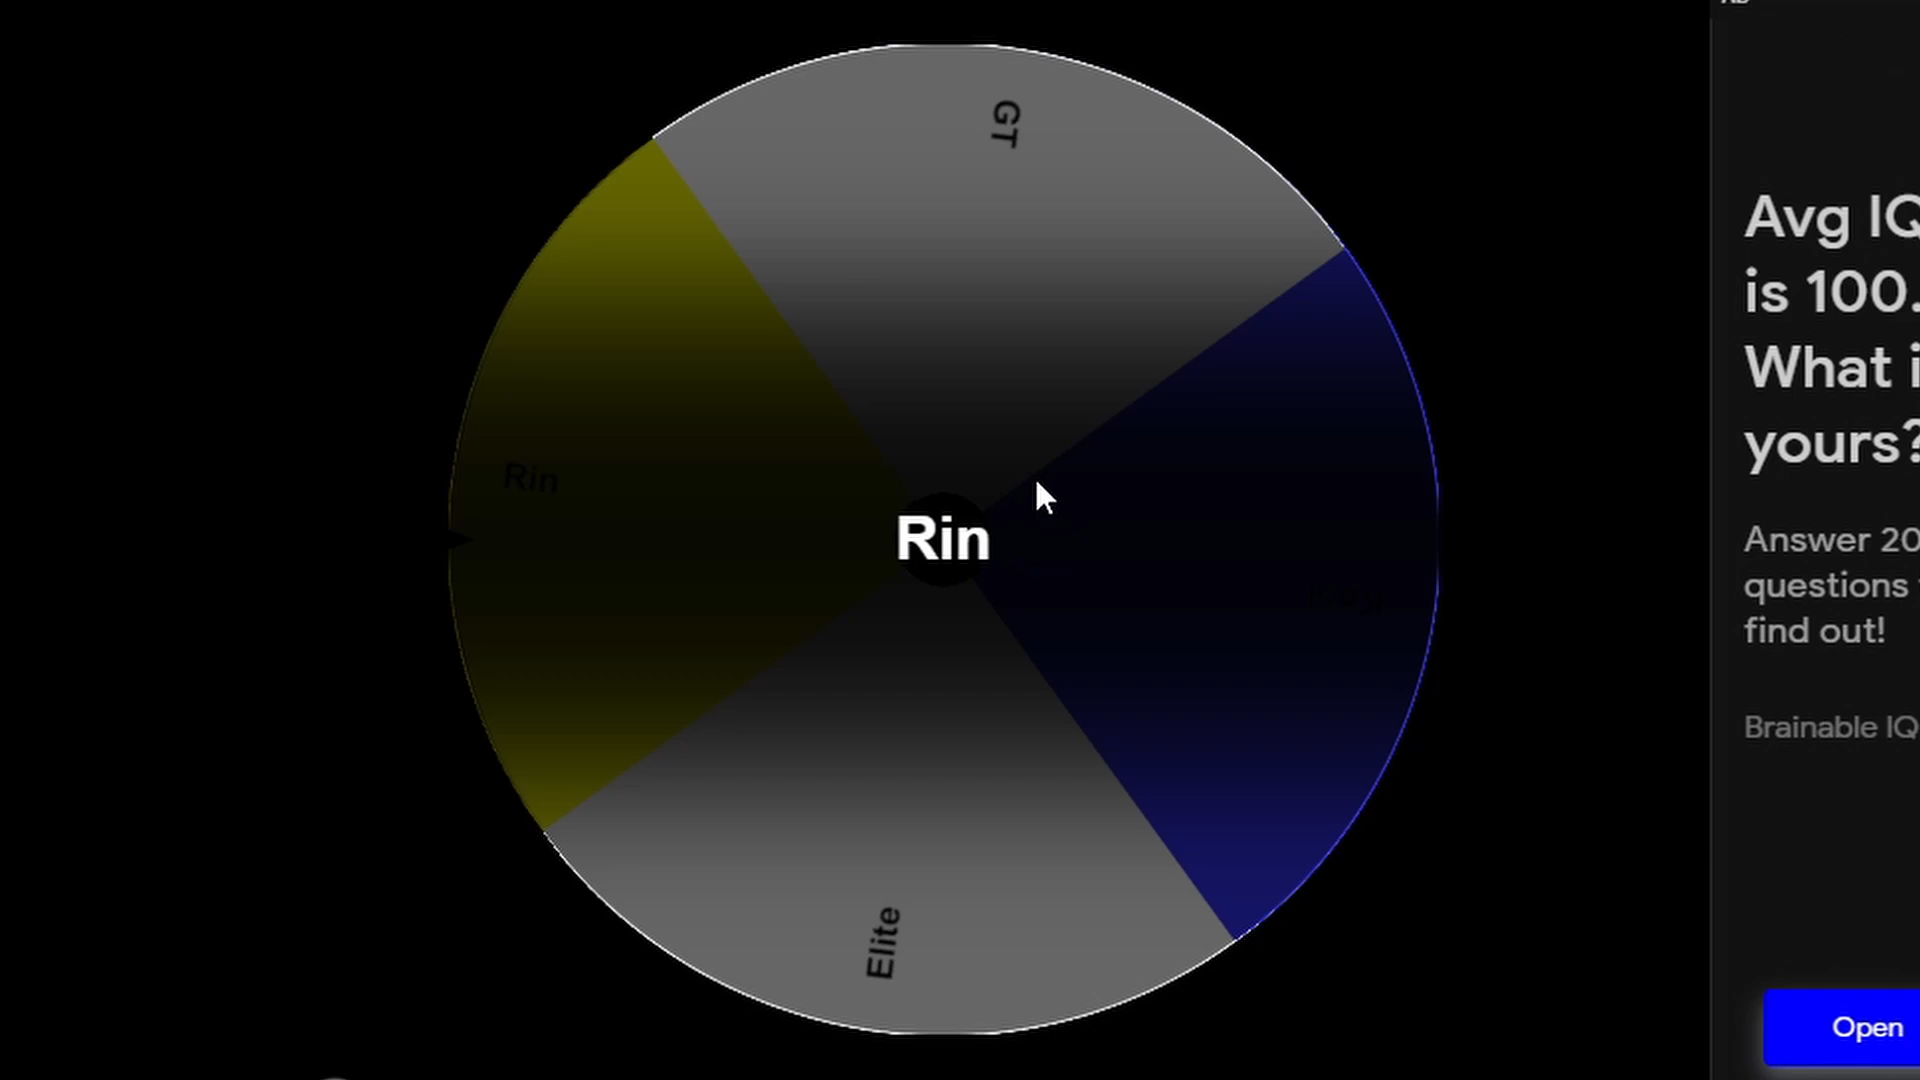 GT
Rin
Rin
Elite
Avg IQ
is 100.
What i
yours?
Answer 20
questions
find out!
Brainable IQ
Open